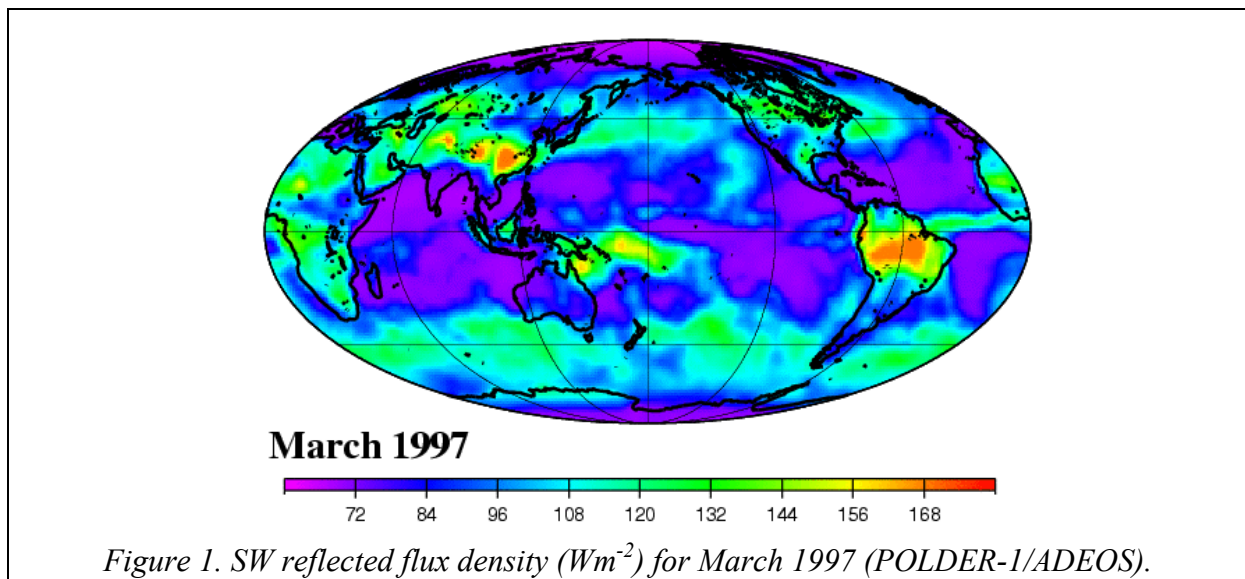 March 1997
72 84 96 108 120 132 144 156 168
Figure 1. SW reflected flux density (Wm⁻²) for March 1997 (POLDER-1/ADEOS).